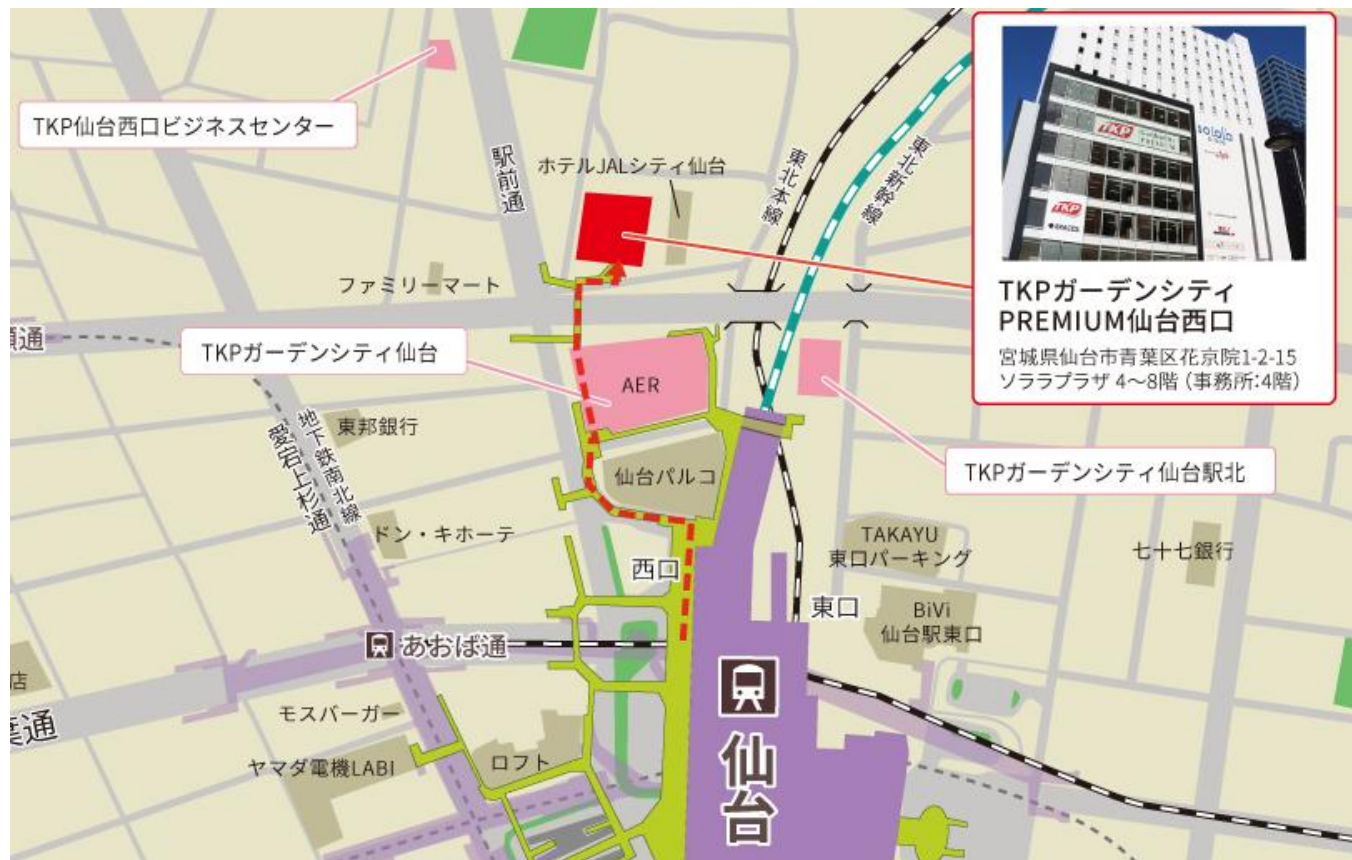 TKP仙台西口ビジネスセンター
駅前通
ホテルJALシティ仙台
東北本線
東北新幹線
TKP
PREMIUM
solala
TKP
SPACES
TKPガーデンシティ
PREMIUM仙台西口
宮城県仙台市青葉区花京院1-2-15
ソララプラザ 4～8階 (事務所:4階)
ファミリーマート
通
TKPガーデンシティ仙台
AER
東邦銀行
地下鉄南北線
愛宕上杉通
仙台パルコ
TKPガーデンシティ仙台駅北
ドン・キホーテ
西口
TAKAYU
東口パーキング
七十七銀行
東口
BiVi
仙台駅東口
あおば通
店
通
モスバーガー
ヤマダ電機LABI
ロフト
仙台